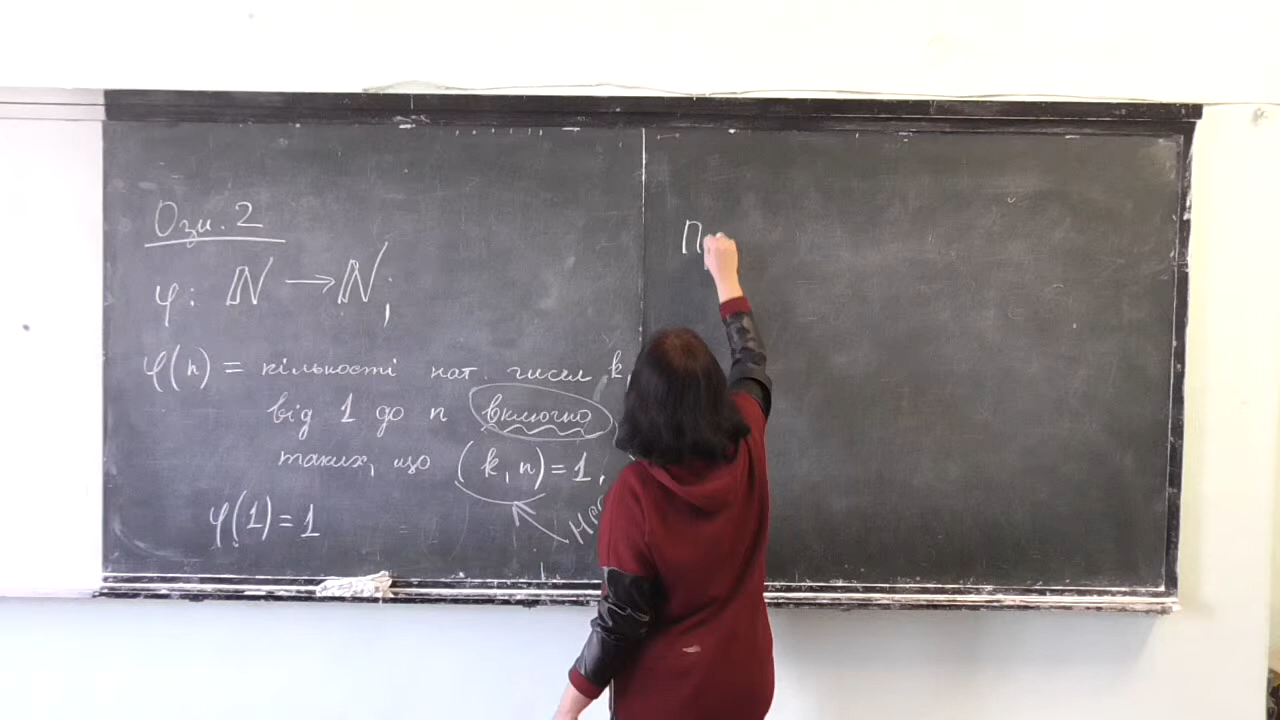 Озн. 2
φ: ℕ → ℕ;
φ(n) = кількості нат. чисел k,
від 1 до n включно
таких, що (k, n) = 1,
φ(1) = 1
П